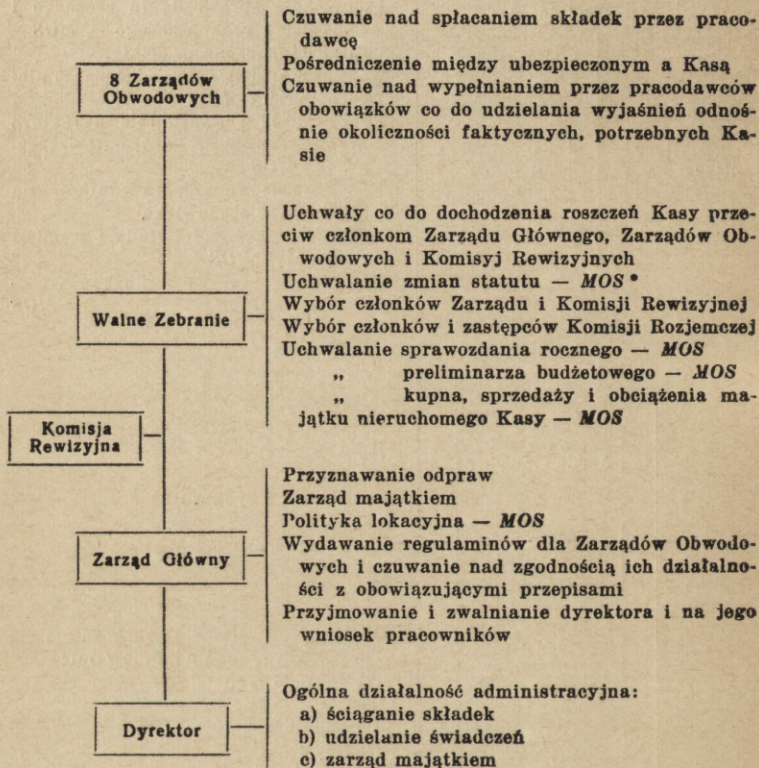 8 Zarządów
Obwodowych
Czuwanie nad spłacaniem składek przez praco-
dawcę
Pośredniczenie między ubezpieczonym a Kasą
Czuwanie nad wypełnianiem przez pracodawców
obowiązków co do udzielania wyjaśnień odnoś-
nie okoliczności faktycznych, potrzebnych Ka-
sie
Walne Zebranie
Uchwały co do dochodzenia roszczeń Kasy prze-
ciw członkom Zarządu Głównego, Zarządów Ob-
wodowych i Komisyj Rewizyjnych
Uchwalanie zmian statutu — MOS *
Wybór członków Zarządu i Komisji Rewizyjnej
Wybór członków i zastępców Komisji Rozjemczej
Uchwalanie sprawozdania rocznego — MOS
„ preliminarza budżetowego — MOS
„ kupna, sprzedaży i obciążenia ma-
jątku nieruchomego Kasy — MOS
Komisja
Rewizyjna
Zarząd Główny
Przyznawanie odpraw
Zarząd majątkiem
Polityka lokacyjna — MOS
Wydawanie regulaminów dla Zarządów Obwodo-
wych i czuwanie nad zgodnością ich działalno-
ści z obowiązującymi przepisami
Przyjmowanie i zwalnianie dyrektora i na jego
wniosek pracowników
Dyrektor
Ogólna działalność administracyjna:
a) ściąganie składek
b) udzielanie świadczeń
c) zarząd majątkiem